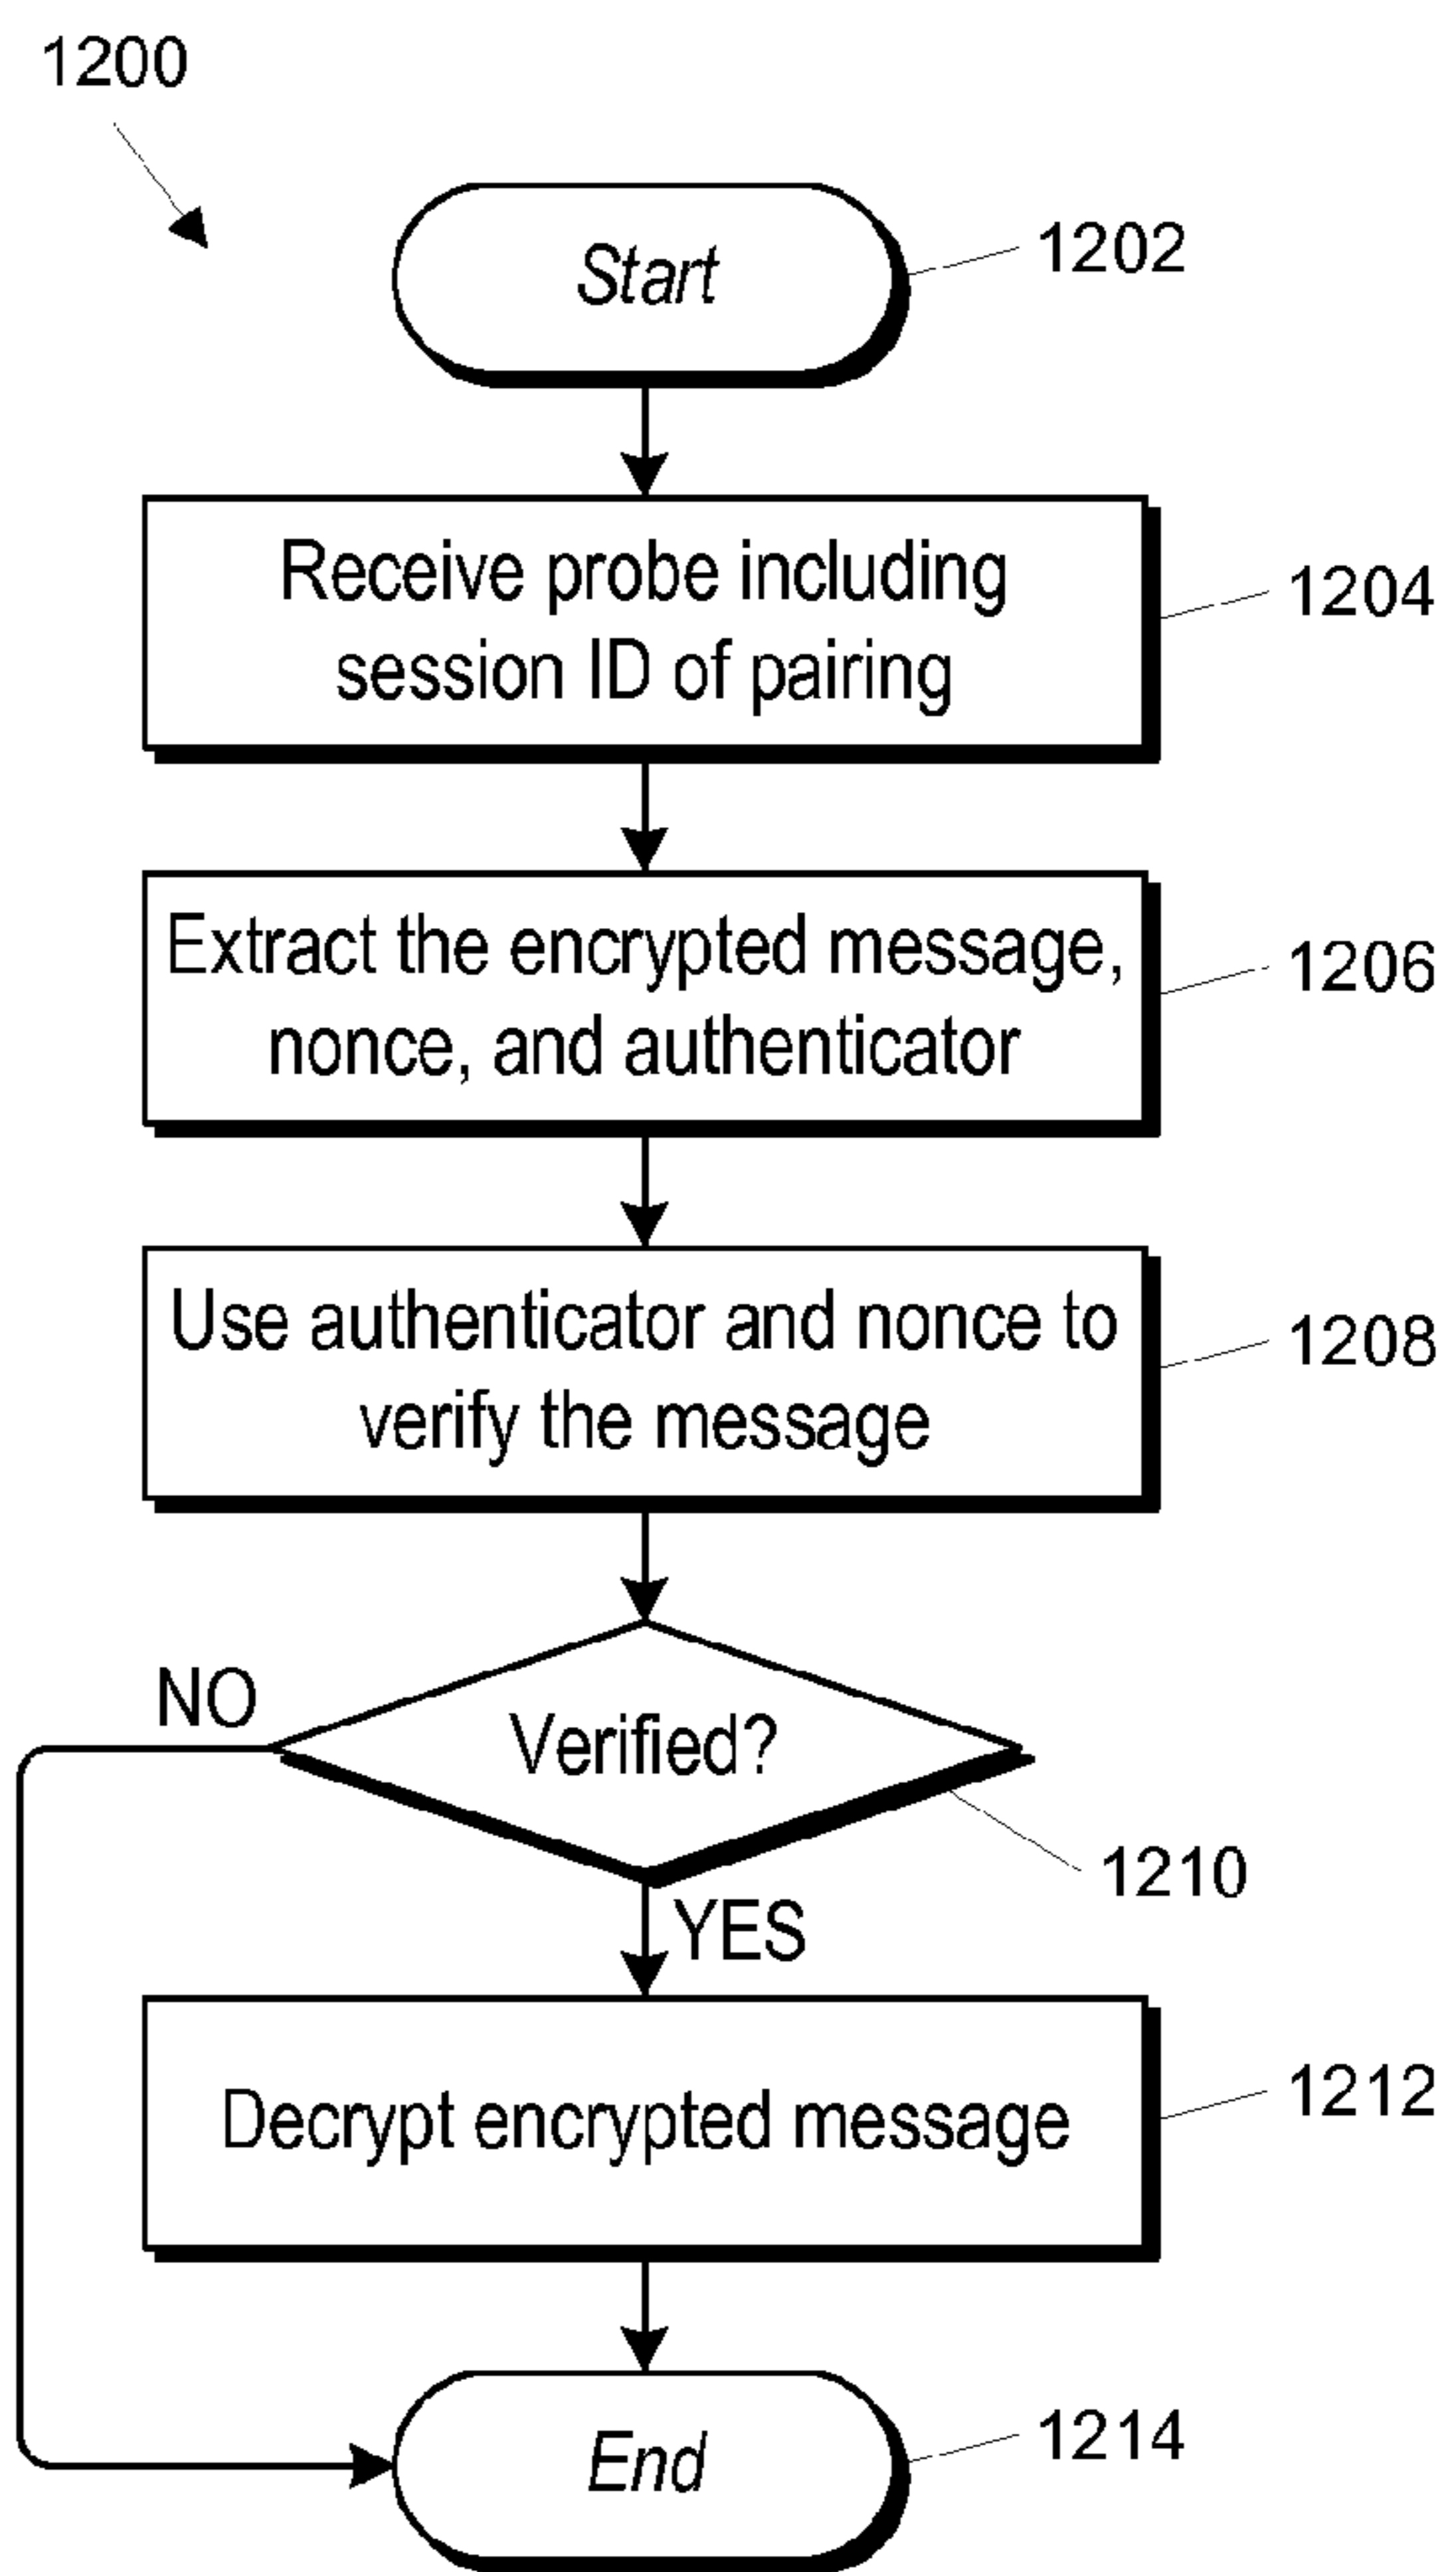 1200
Start
1202
Receive probe including
session ID of pairing
1204
Extract the encrypted message,
nonce, and authenticator
1206
Use authenticator and nonce to
verify the message
1208
NO
Verified?
1210
YES
Decrypt encrypted message
1212
End
1214